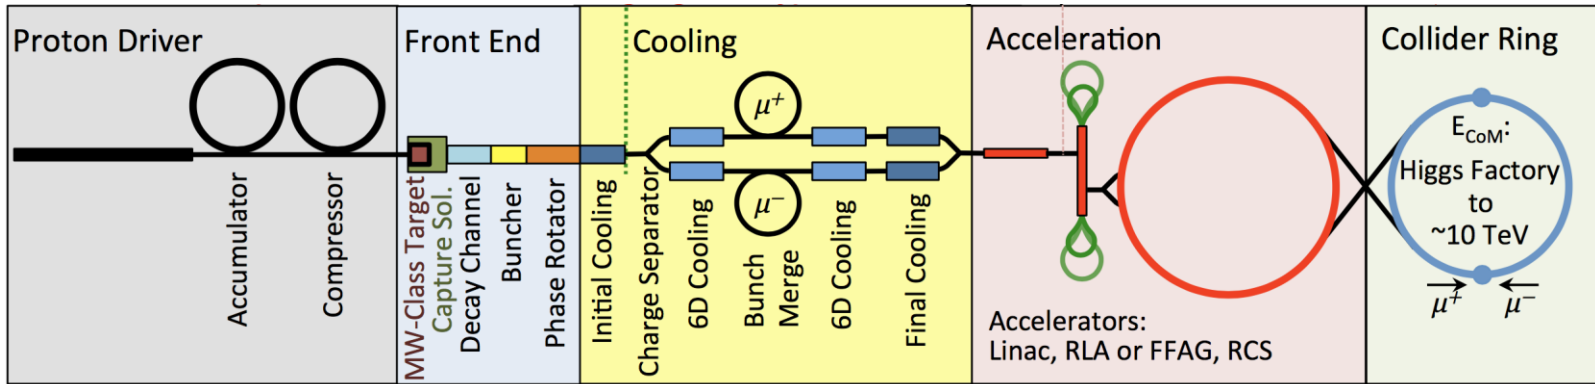 Proton Driver
Front End
Cooling
Acceleration
Collider Ring
μ+
μ−
E_CoM:
Higgs Factory
to
~10 TeV
μ+
μ−
Accumulator
Compressor
MW-Class Target
Capture Sol.
Decay Channel
Buncher
Phase Rotator
Initial Cooling
Charge Separator
6D Cooling
Bunch
Merge
6D Cooling
Final Cooling
Accelerators:
Linac, RLA or FFAG, RCS